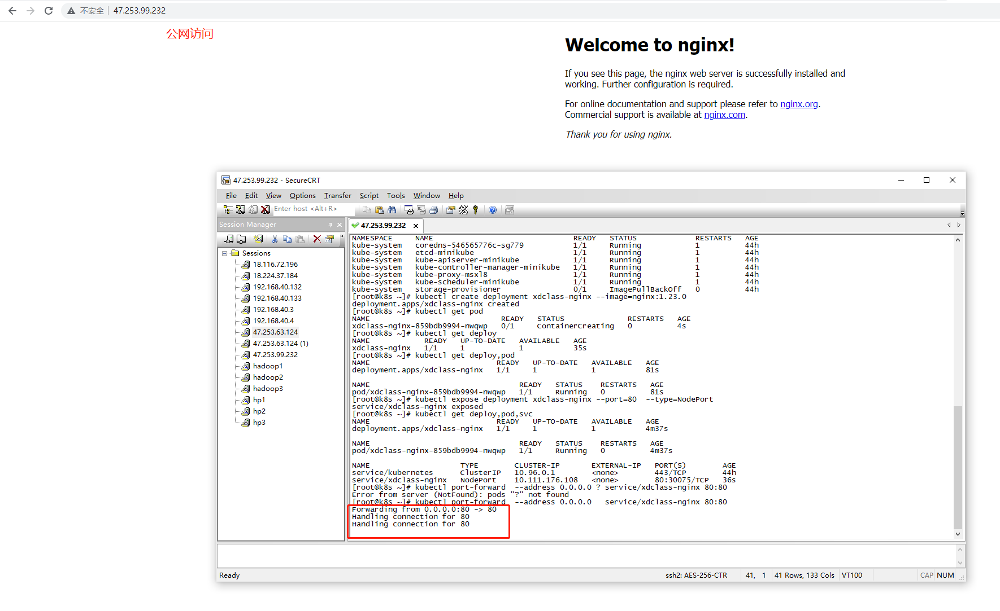 不安全 47.253.99.232
公网访问
Welcome to nginx!
If you see this page, the nginx web server is successfully installed and
working. Further configuration is required.
For online documentation and support please refer to nginx.org.
Commercial support is available at nginx.com.
Thank you for using nginx.
47.253.99.232 - SecureCRT
File Edit View Options Transfer Script Tools Window Help
Enter host <Alt+R>
Session Manager
47.253.99.232
Sessions
18.116.72.196
18.224.37.184
192.168.40.132
192.168.40.133
192.168.40.3
192.168.40.4
47.253.63.124
47.253.63.124 (1)
47.253.99.232
hadoop1
hadoop2
hadoop3
hp1
hp2
hp3
NAMESPACE NAME READY STATUS RESTARTS AGE
kube-system coredns-546565776c-sg779 1/1 Running 1 44h
kube-system etcd-minikube 1/1 Running 1 44h
kube-system kube-apiserver-minikube 1/1 Running 1 44h
kube-system kube-controller-manager-minikube 1/1 Running 1 44h
kube-system kube-proxy-msxl8 1/1 Running 1 44h
kube-system kube-scheduler-minikube 1/1 Running 1 44h
kube-system storage-provisioner 0/1 ImagePullBackOff 0 44h
[root@k8s ~]# kubectl create deployment xdclass-nginx --image=nginx:1.23.0
deployment.apps/xdclass-nginx created
[root@k8s ~]# kubectl get pod
NAME READY STATUS RESTARTS AGE
xdclass-nginx-859bdb9994-nwqwp 0/1 ContainerCreating 0 4s
[root@k8s ~]# kubectl get deploy
NAME READY UP-TO-DATE AVAILABLE AGE
xdclass-nginx 1/1 1 1 35s
[root@k8s ~]# kubectl get deploy,pod
NAME READY UP-TO-DATE AVAILABLE AGE
deployment.apps/xdclass-nginx 1/1 1 1 81s
NAME READY STATUS RESTARTS AGE
pod/xdclass-nginx-859bdb9994-nwqwp 1/1 Running 0 81s
[root@k8s ~]# kubectl expose deployment xdclass-nginx --port=80 --type=NodePort
service/xdclass-nginx exposed
[root@k8s ~]# kubectl get deploy,pod,svc
NAME READY UP-TO-DATE AVAILABLE AGE
deployment.apps/xdclass-nginx 1/1 1 1 4m37s
NAME READY STATUS RESTARTS AGE
pod/xdclass-nginx-859bdb9994-nwqwp 1/1 Running 0 4m37s
NAME TYPE CLUSTER-IP EXTERNAL-IP PORT(S) AGE
service/kubernetes ClusterIP 10.96.0.1 <none> 443/TCP 44h
service/xdclass-nginx NodePort 10.111.176.108 <none> 80:30075/TCP 36s
[root@k8s ~]# kubectl port-forward --address 0.0.0.0 ? service/xdclass-nginx 80:80
Error from server (NotFound): pods "?" not found
[root@k8s ~]# kubectl port-forward --address 0.0.0.0 service/xdclass-nginx 80:80
Forwarding from 0.0.0.0:80 -> 80
Handling connection for 80
Handling connection for 80
Ready ssh2: AES-256-CTR 41, 1 41 Rows, 133 Cols VT100 CAP NUM